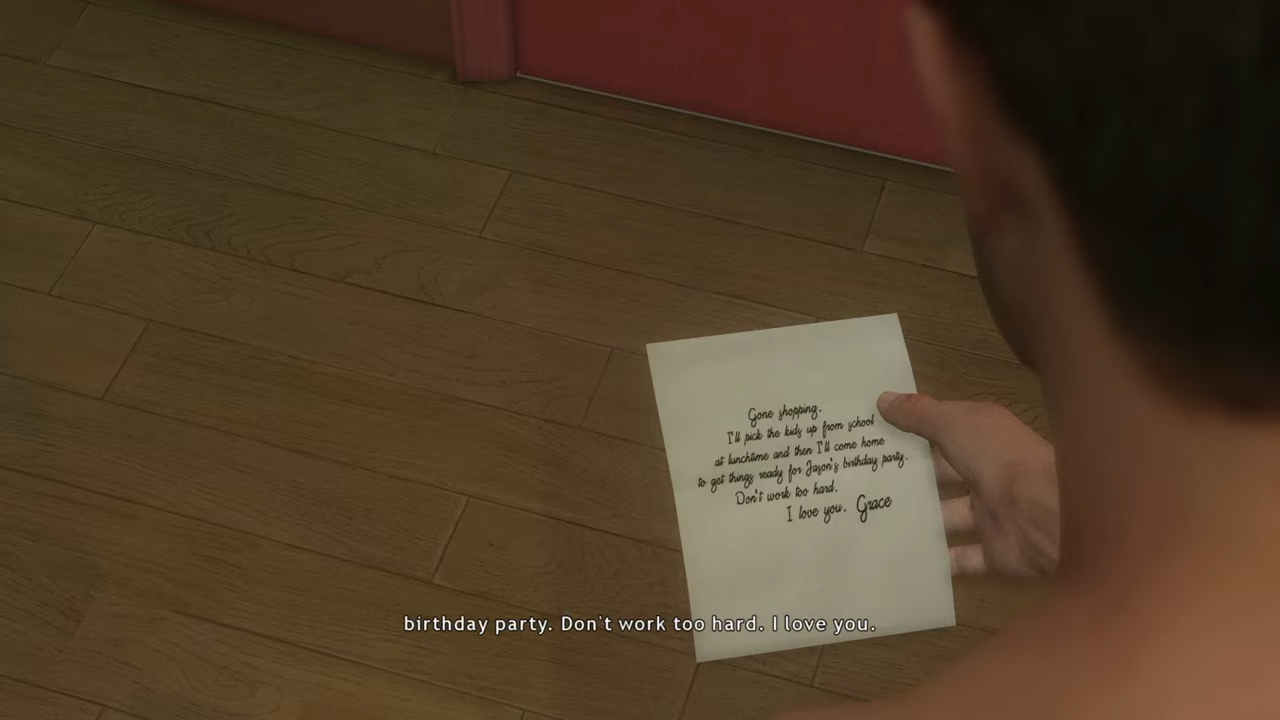 Gone shopping.
I'll pick the kids up from school
at lunchtime and then I'll come home
to get things ready for Jason's birthday party.
Don't work too hard.
I love you. Grace
birthday party. Don't work too hard. I love you.